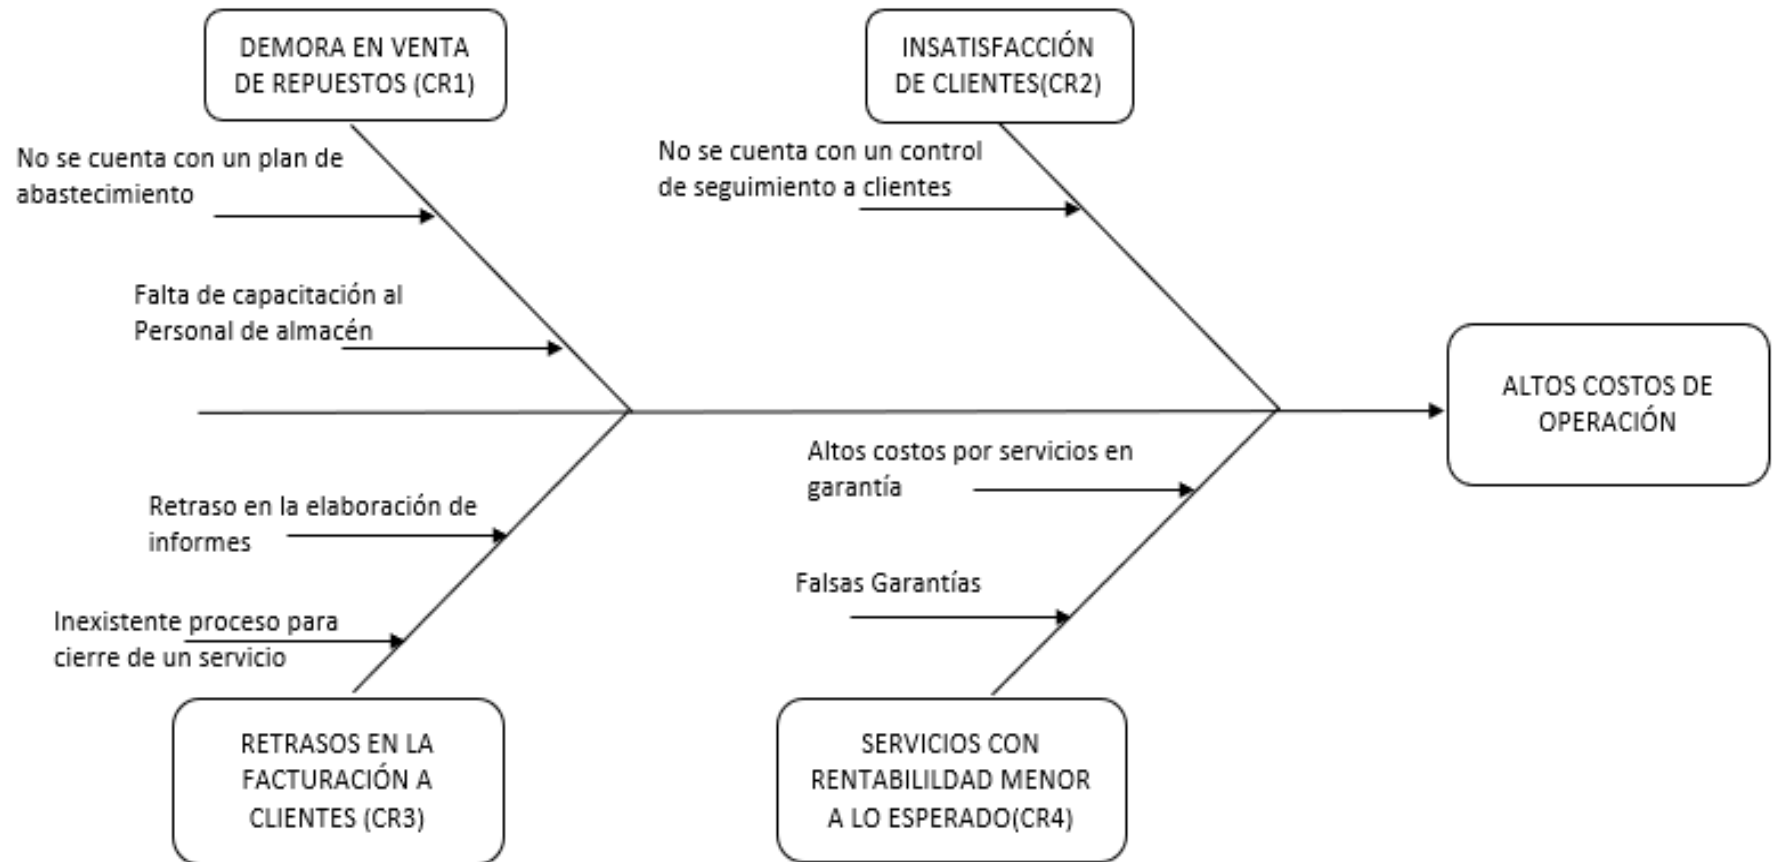 DEMORA EN VENTA
DE REPUESTOS (CR1)
INSATISFACCIÓN
DE CLIENTES(CR2)
No se cuenta con un plan de
abastecimiento
No se cuenta con un control
de seguimiento a clientes
Falta de capacitación al
Personal de almacén
ALTOS COSTOS DE
OPERACIÓN
Altos costos por servicios en
garantía
Retraso en la elaboración de
informes
Falsas Garantías
Inexistente proceso para
cierre de un servicio
RETRASOS EN LA
FACTURACIÓN A
CLIENTES (CR3)
SERVICIOS CON
RENTABILILDAD MENOR
A LO ESPERADO(CR4)